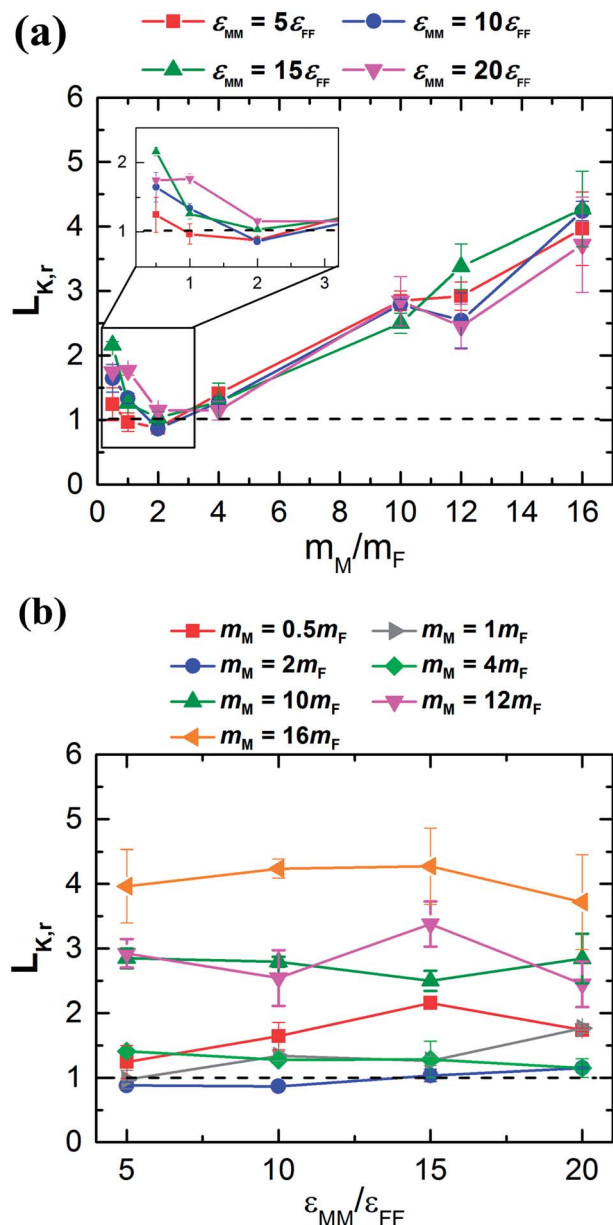 (a)
ε_MM = 5ε_FF ε_MM = 10ε_FF
ε_MM = 15ε_FF ε_MM = 20ε_FF
6
5
4
3
2
1
0
L_K,r
2
1
1 2 3
0 2 4 6 8 10 12 14 16
m_M/m_F
(b)
m_M = 0.5m_F m_M = 1m_F
m_M = 2m_F m_M = 4m_F
m_M = 10m_F m_M = 12m_F
m_M = 16m_F
6
5
4
3
2
1
0
L_K,r
5 10 15 20
ε_MM/ε_FF